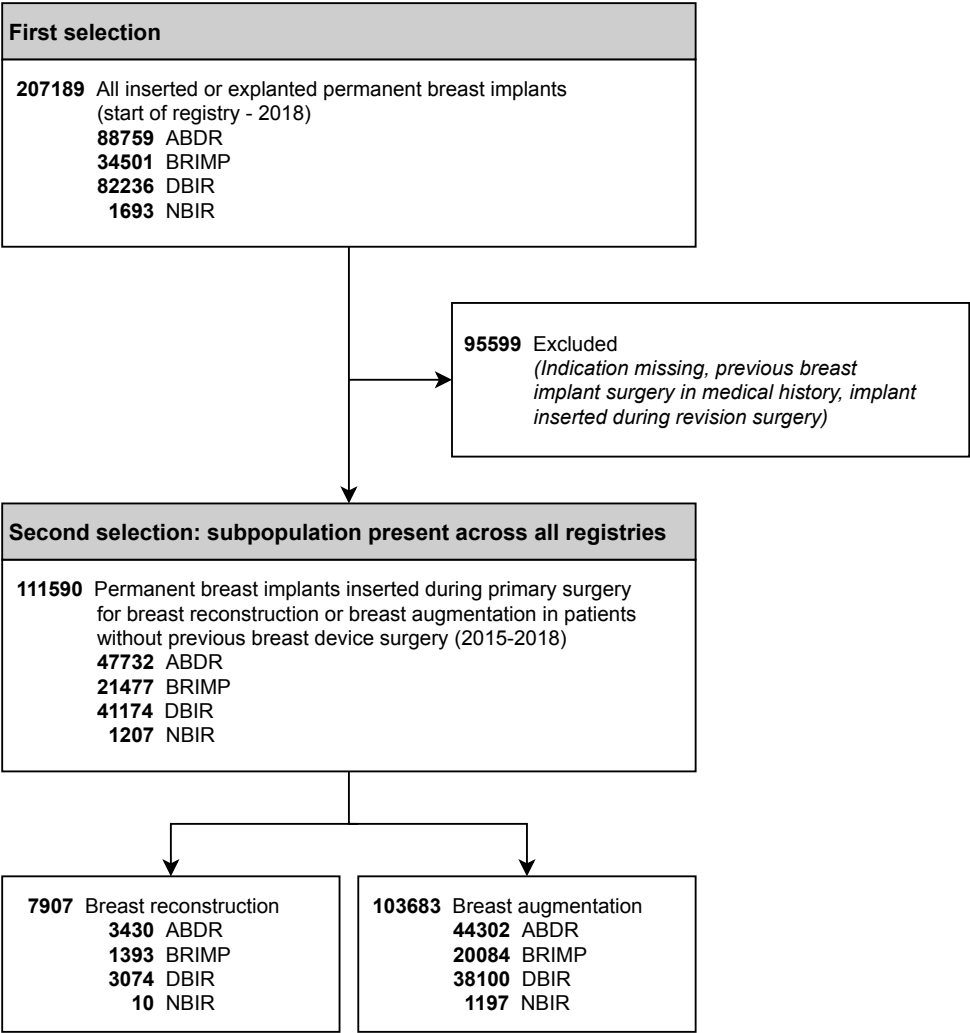 First selection
207189 All inserted or explanted permanent breast implants
(start of registry - 2018)
88759 ABDR
34501 BRIMP
82236 DBIR
1693 NBIR
95599 Excluded
(Indication missing, previous breast
implant surgery in medical history, implant
inserted during revision surgery)
Second selection: subpopulation present across all registries
111590 Permanent breast implants inserted during primary surgery
for breast reconstruction or breast augmentation in patients
without previous breast device surgery (2015-2018)
47732 ABDR
21477 BRIMP
41174 DBIR
1207 NBIR
7907 Breast reconstruction
3430 ABDR
1393 BRIMP
3074 DBIR
10 NBIR
103683 Breast augmentation
44302 ABDR
20084 BRIMP
38100 DBIR
1197 NBIR